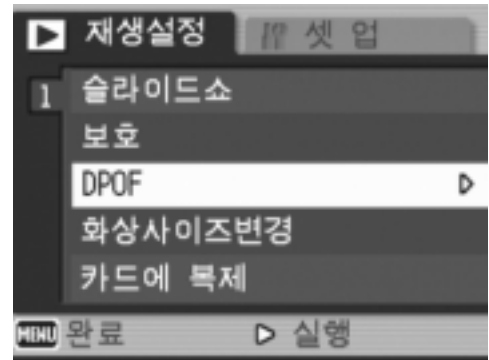 재생설정 셋 업
1 슬라이드쇼
보호
DPOF
화상사이즈변경
카드에 복제
MENU 완료 실행